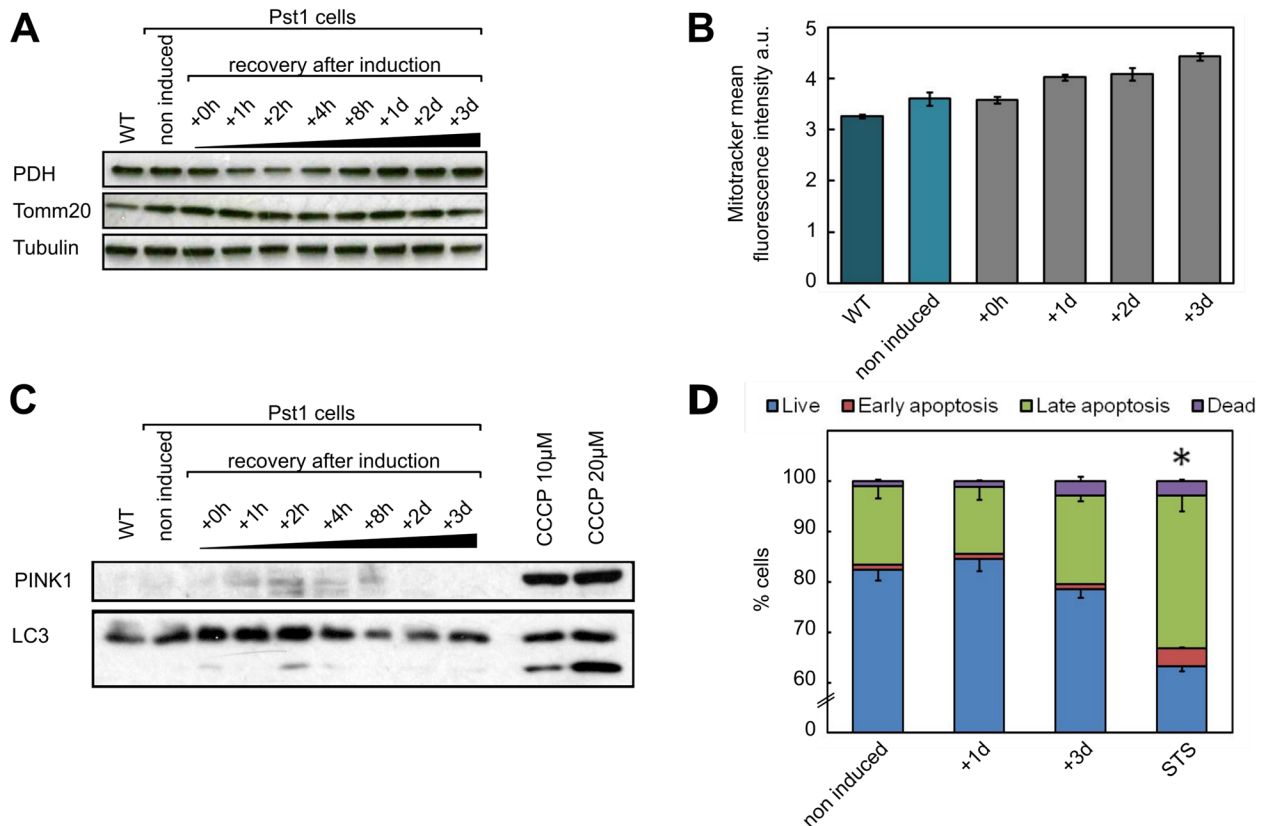 A
Pst1 cells
recovery after induction
WT
non induced
+0h
+1h
+2h
+4h
+8h
+1d
+2d
+3d
PDH
Tomm20
Tubulin
B
Mitotracker mean
fluorescence intensity a.u.
5
4
3
2
1
0
WT
non induced
+0h
+1d
+2d
+3d
C
Pst1 cells
recovery after induction
WT
non induced
+0h
+1h
+2h
+4h
+8h
+2d
+3d
CCCP 10µM
CCCP 20µM
PINK1
LC3
D
Live
Early apoptosis
Late apoptosis
Dead
% cells
100
90
80
70
60
0
*
non induced
+1d
+3d
STS